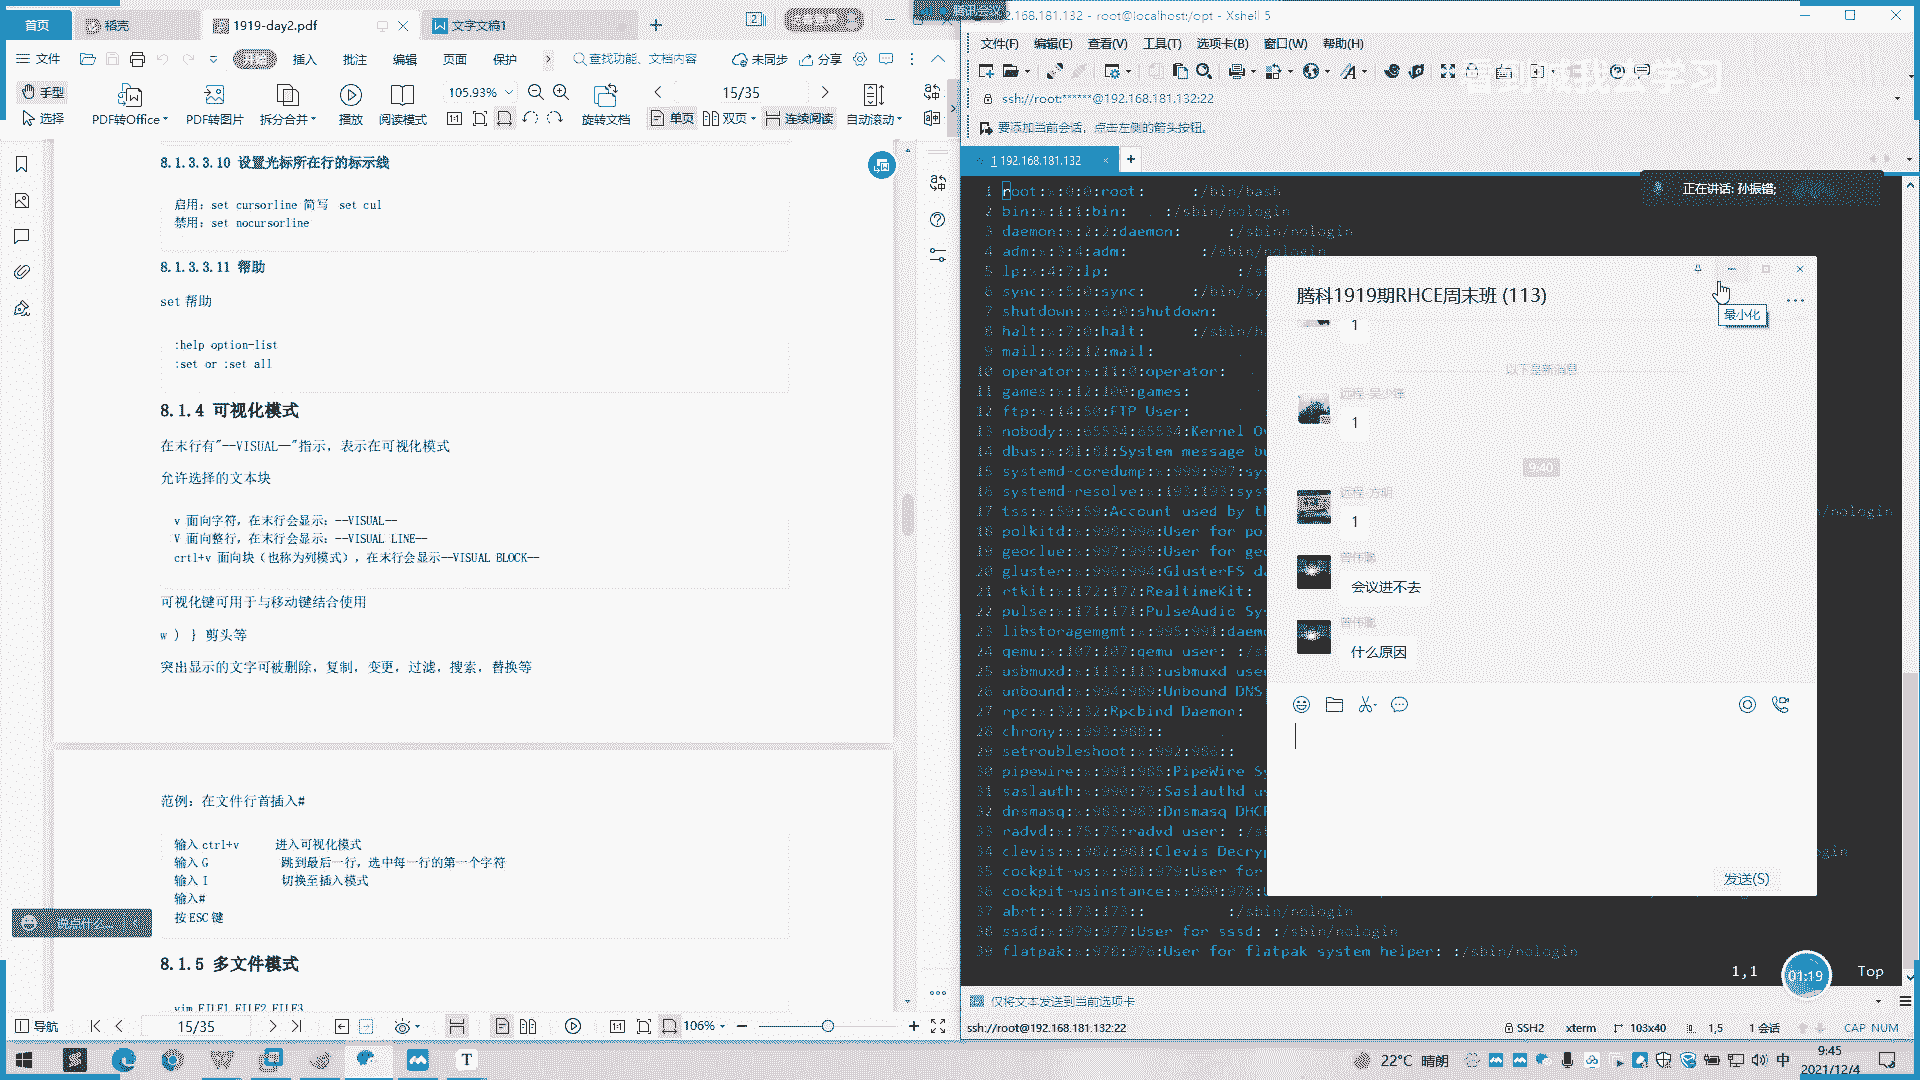 首页
稻壳
1919-day2.pdf
文字文稿1
文件
插入
批注
编辑
页面
保护
查找功能、文档内容
未同步
分享
手型
选择
PDF转Office
PDF转图片
拆分合并
播放
阅读模式
105.93%
旋转文档
15/35
单页
双页
连续阅读
自动滚动
8.1.3.3.10 设置光标所在行的标示线
启用：set cursorline 简写 set cul
禁用：set nocursorline
8.1.3.3.11 帮助
set 帮助
:help option-list
:set or :set all
8.1.4 可视化模式
在末行有"--VISUAL--"指示，表示在可视化模式
允许选择的文本块
v 面向字符，在末行会显示：--VISUAL--
V 面向整行，在末行会显示：--VISUAL LINE--
crtl+v 面向块（也称为列模式），在末行会显示--VISUAL BLOCK--
可视化键可用于与移动键结合使用
w ) } 剪头等
突出显示的文字可被删除，复制，变更，过滤，搜索，替换等
范例：在文件行首插入#
输入 ctrl+v 进入可视化模式
输入 G 跳到最后一行，选中每一行的第一个字符
输入 I 切换至插入模式
输入#
按 ESC 键
8.1.5 多文件模式
vim FILE1 FILE2 FILE3
导航
15/35
106%
192.168.181.132 - root@localhost:/opt - Xshell 5
文件(F)
编辑(E)
查看(V)
工具(T)
选项卡(B)
窗口(W)
帮助(H)
ssh://root:******@192.168.181.132:22
要添加当前会话，点击左侧的箭头按钮。
1 192.168.181.132
正在讲话: 孙振错;
1 root:x:0:0:root: :/bin/bash
2 bin:x:1:1:bin: :/sbin/nologin
3 daemon:x:2:2:daemon: :/sbin/nologin
4 adm:x:3:4:adm: :/sbin/nologin
5 lp:x:4:7:lp: :/s
6 sync:x:5:0:sync: :/bin/sy
7 shutdown:x:6:0:shutdown:
8 halt:x:7:0:halt: :/sbin/h
9 mail:x:8:12:mail:
10 operator:x:11:0:operator:
11 games:x:12:100:games:
12 ftp:x:14:50:FTP User:
13 nobody:x:65534:65534:Kernel O
14 dbus:x:81:81:System message bu
15 systemd-coredump:x:999:997:sys
16 systemd-resolve:x:193:193:syst
17 tss:x:59:59:Account used by th /nologin
18 polkitd:x:998:996:User for pol
19 geoclue:x:997:995:User for geo
20 gluster:x:996:994:GlusterFS da
21 rtkit:x:172:172:RealtimeKit:
22 pulse:x:171:171:PulseAudio Sy
23 libstoragemgmt:x:995:991:daemo
24 qemu:x:107:107:qemu user: :/s
25 usbmuxd:x:113:113:usbmuxd user
26 unbound:x:994:989:Unbound DNS
27 rpc:x:32:32:Rpcbind Daemon:
28 chrony:x:993:988::
29 setroubleshoot:x:992:986::
30 pipewire:x:991:985:PipeWire Sy
31 saslauth:x:990:76:Saslauthd us
32 dnsmasq:x:983:983:Dnsmasq DHCP
33 radvd:x:75:75:radvd user: :/s
34 clevis:x:982:981:Clevis Decryp gin
35 cockpit-ws:x:981:979:User for
36 cockpit-wsinstance:x:980:978:
37 abrt:x:173:173:: :/sbin/nologin
38 sssd:x:979:977:User for sssd: :/sbin/nologin
39 flatpak:x:978:976:User for flatpak system helper: :/sbin/nologin
1,1
Top
01:19
腾科1919期RHCE周末班 (113)
最小化
1
以下是新消息
1
9:40
远程-方明
1
曾伟聪
会议进不去
曾伟聪
什么原因
发送(S)
仅将文本发送到当前选项卡
ssh://root@192.168.181.132:22
SSH2
xterm
103x40
1,5
1 会话
CAP NUM
22°C 晴朗
中
9:45
2021/12/4